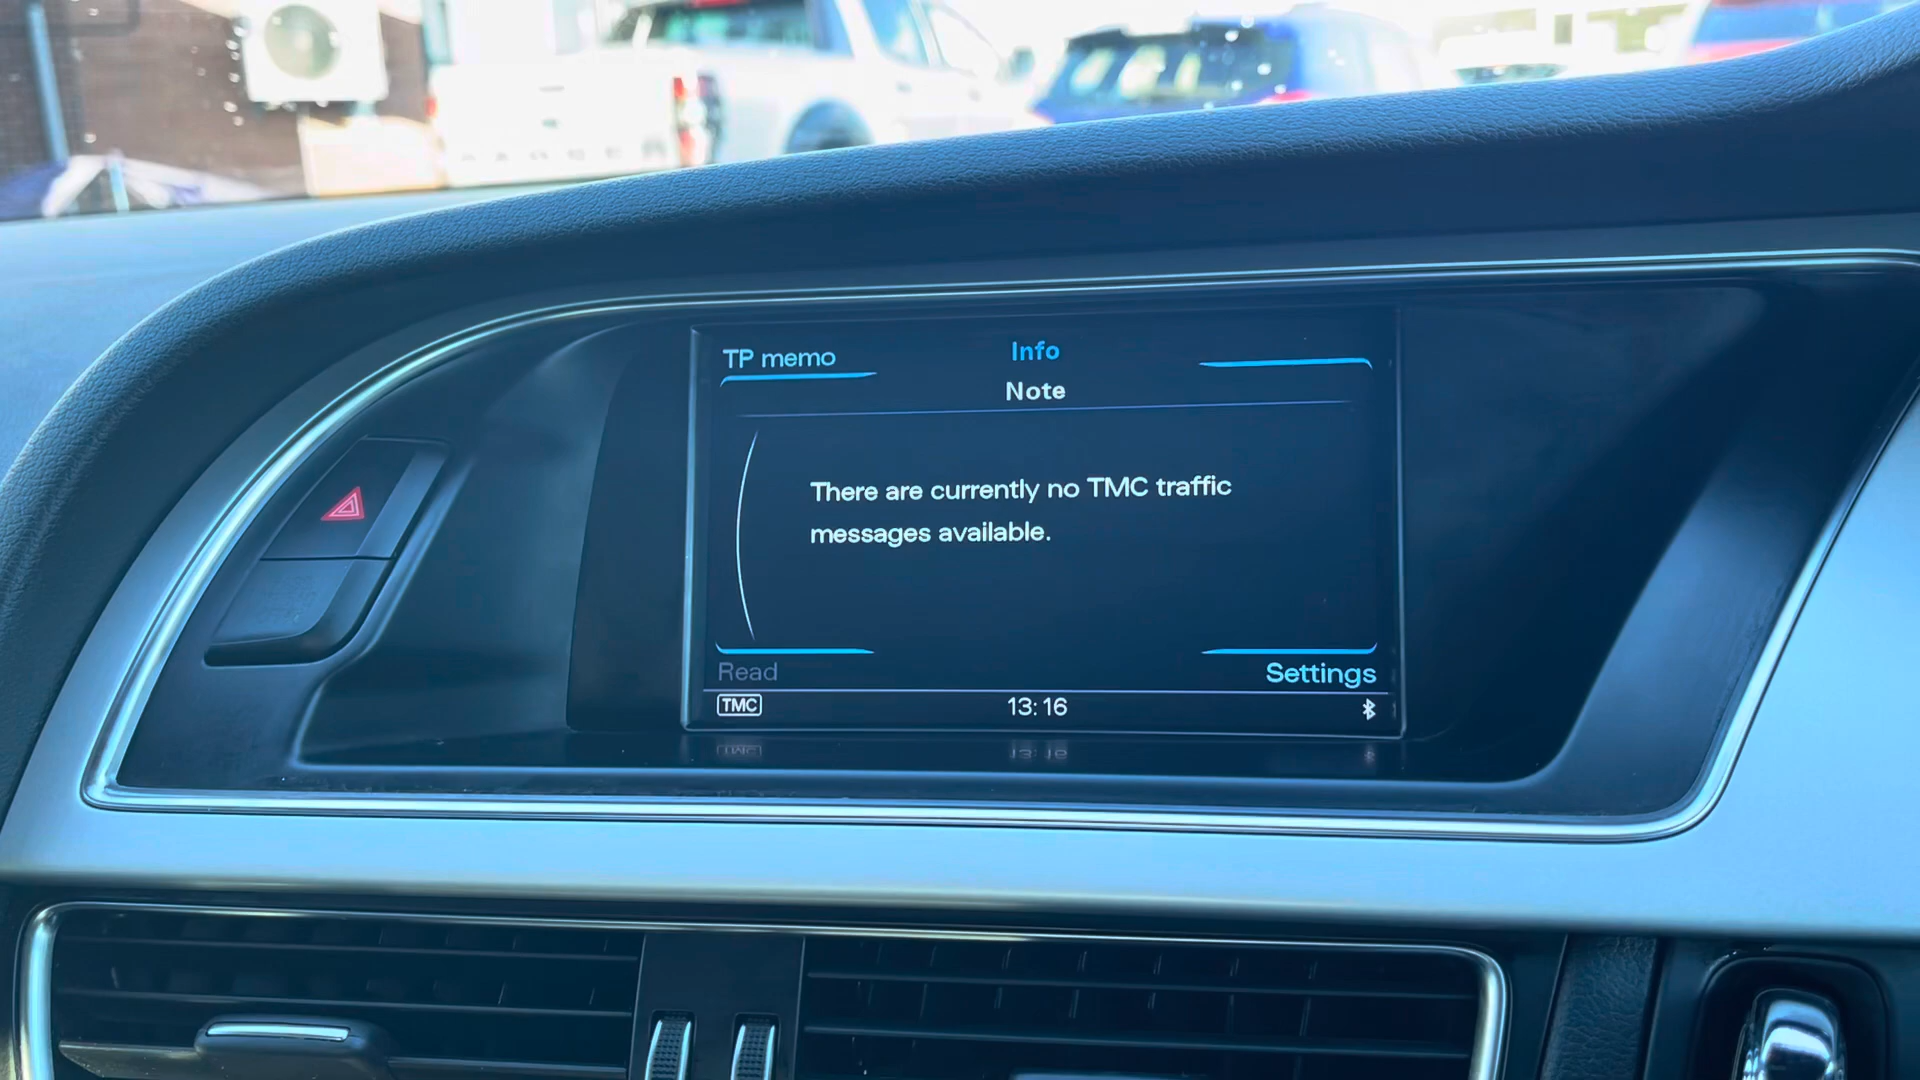 TP memo
Info
Note
There are currently no TMC traffic
messages available.
Read
Settings
TMC
13:16